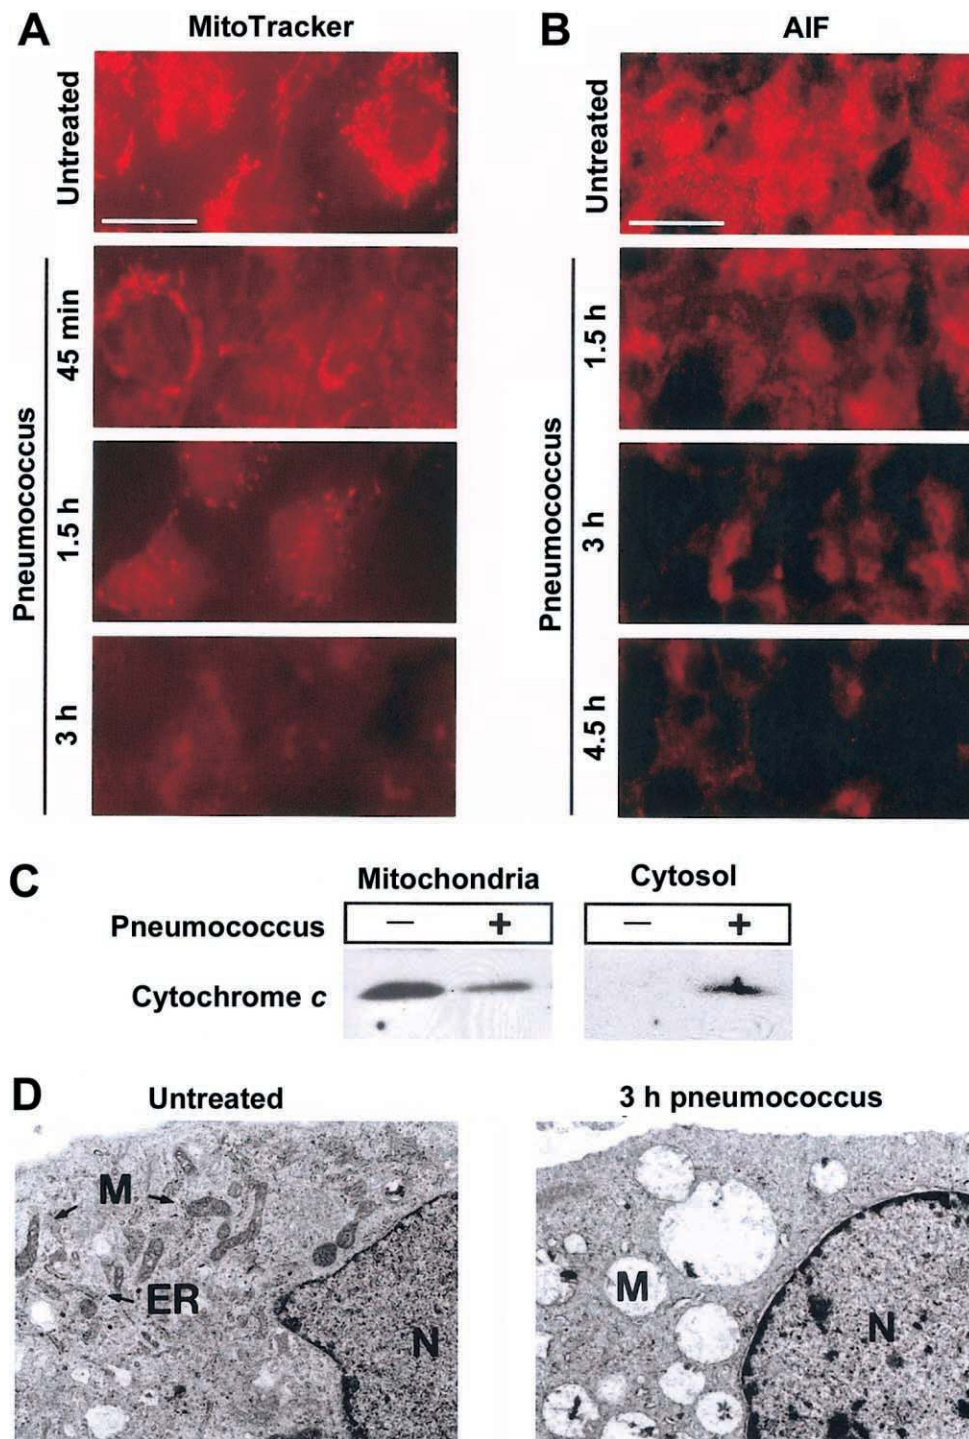 A
MitoTracker
Untreated
Pneumococcus
45 min
1.5 h
3 h
B
AIF
Untreated
Pneumococcus
1.5 h
3 h
4.5 h
C
Mitochondria
Cytosol
Pneumococcus
— + — +
Cytochrome c
D
Untreated
3 h pneumococcus
M
ER
N
M
N